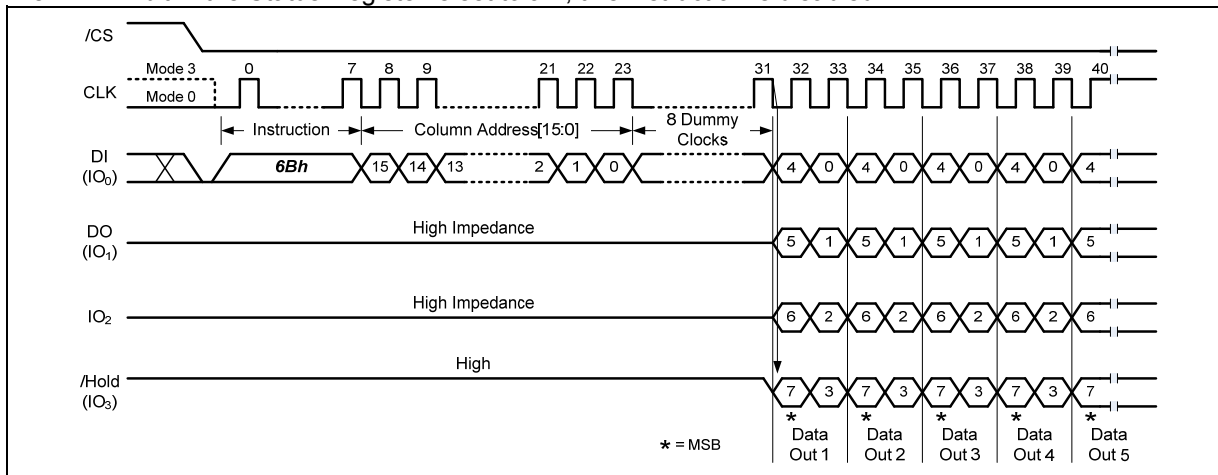 /CS
Mode 3 0 7 8 9 21 22 23 31 32 33 34 35 36 37 38 39 40
CLK
Mode 0
Instruction Column Address[15:0] 8 Dummy
Clocks
DI
(IO₀) 6Bh 15 14 13 2 1 0 4 0 4 0 4 0 4 0 4
High Impedance
DO
(IO₁) 5 1 5 1 5 1 5 1 5
High Impedance
IO₂ 6 2 6 2 6 2 6 2 6
High
/Hold
(IO₃) 7 3 7 3 7 3 7 3 7
* * * * *
* = MSB
Data Data Data Data Data
Out 1 Out 2 Out 3 Out 4 Out 5